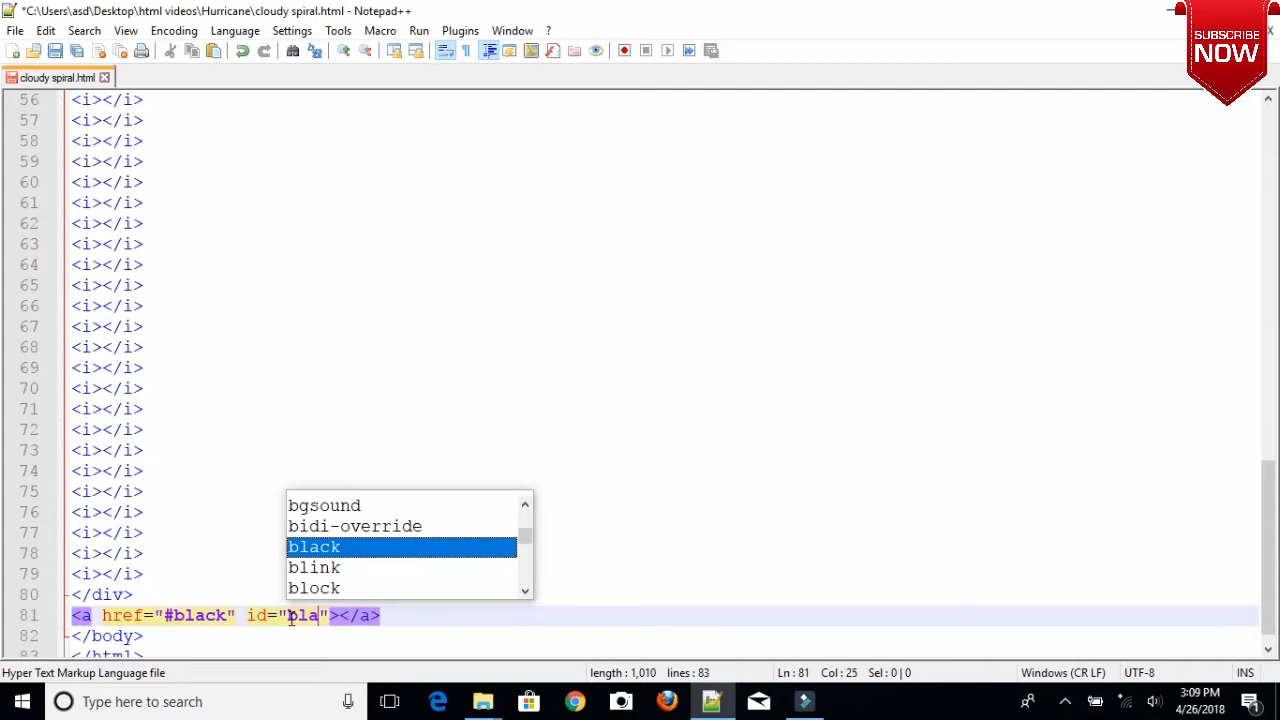 *C:\Users\asd\Desktop\html videos\Hurricane\cloudy spiral.html - Notepad++
SUBSCRIBE
NOW
File Edit Search View Encoding Language Settings Tools Macro Run Plugins Window ?
cloudy spiral.html
56 <i></i>
57 <i></i>
58 <i></i>
59 <i></i>
60 <i></i>
61 <i></i>
62 <i></i>
63 <i></i>
64 <i></i>
65 <i></i>
66 <i></i>
67 <i></i>
68 <i></i>
69 <i></i>
70 <i></i>
71 <i></i>
72 <i></i>
73 <i></i>
74 <i></i>
75 <i></i>
76 <i></i>
77 <i></i>
78 <i></i>
79 <i></i>
bgsound
bidi-override
black
blink
block
80 </div>
81 <a href="#black" id="bla"></a>
82 </body>
83 </html>
Hyper Text Markup Language file length : 1,010 lines : 83 Ln : 81 Col : 25 Sel : 0 | 0 Windows (CR LF) UTF-8 INS
Type here to search
3:09 PM
4/26/2018
1